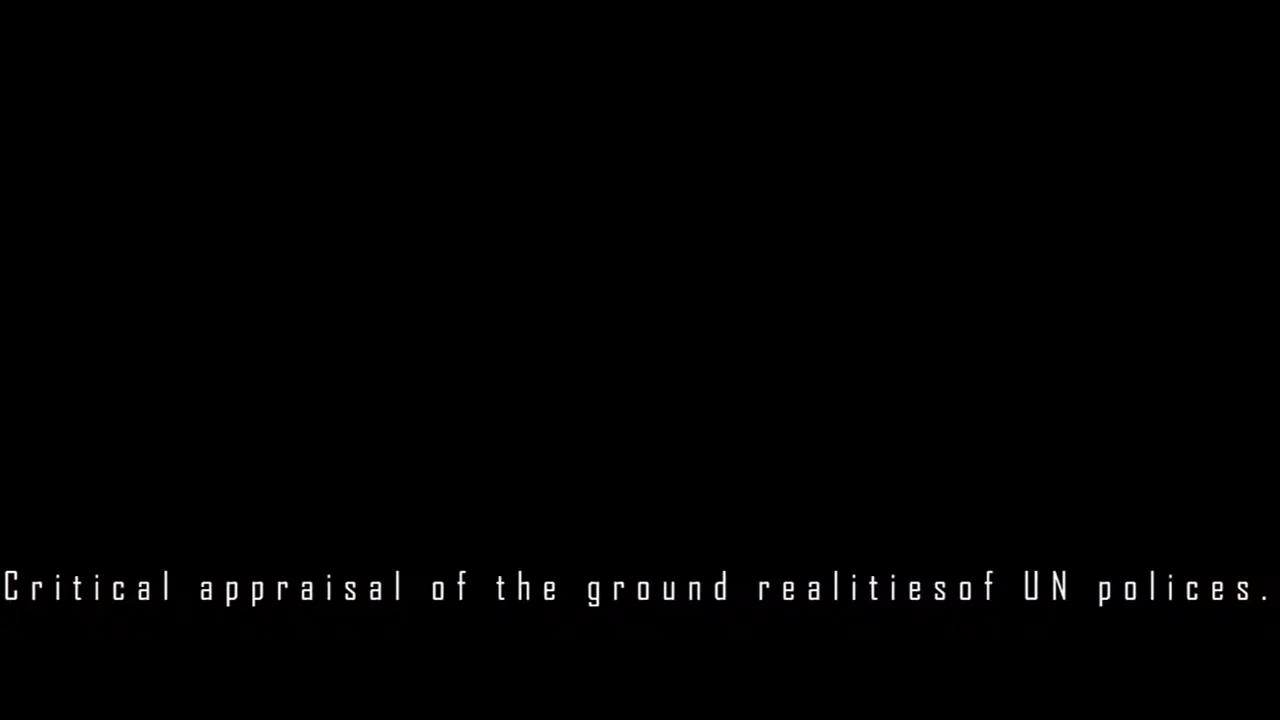 Critical appraisal of the ground realitiesof UN polices.